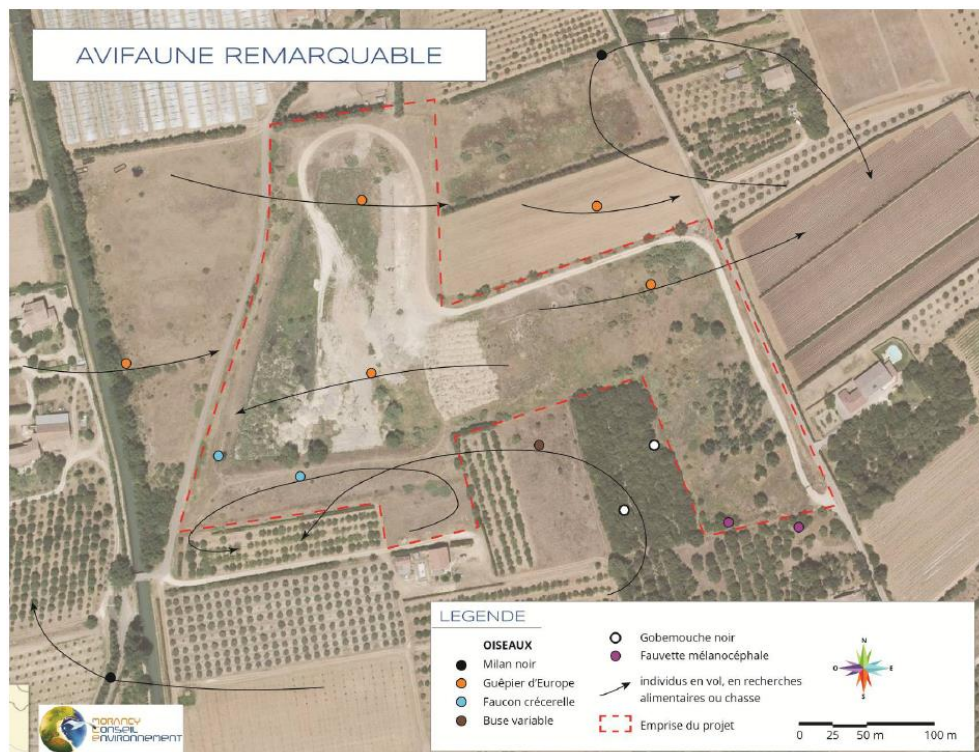 AVIFAUNE REMARQUABLE
LEGENDE
OISEAUX
Milan noir
Guêpier d'Europe
Faucon crécerelle
Buse variable
Gobemouche noir
Fauvette mélanocéphale
individus en vol, en recherches
alimentaires ou chasse
Emprise du projet
N
O E
S
0 25 50 m 100 m
MORANCY
CONSEIL
ENVIRONNEMENT